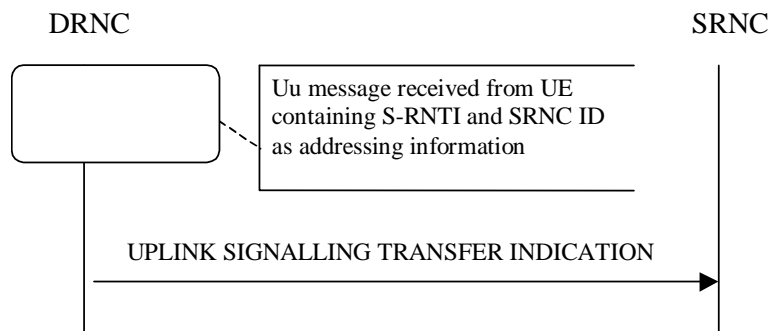 DRNC
SRNC
Uu message received from UE
containing S-RNTI and SRNC ID
as addressing information
UPLINK SIGNALLING TRANSFER INDICATION